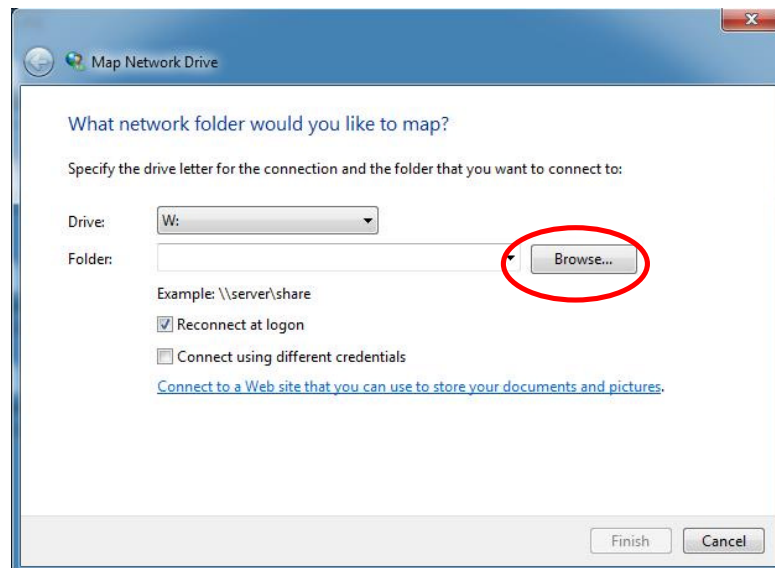 Map Network Drive
What network folder would you like to map?
Specify the drive letter for the connection and the folder that you want to connect to:
Drive: W:
Folder: Browse...
Example: \\server\share
Reconnect at logon
Connect using different credentials
Connect to a Web site that you can use to store your documents and pictures.
Finish Cancel